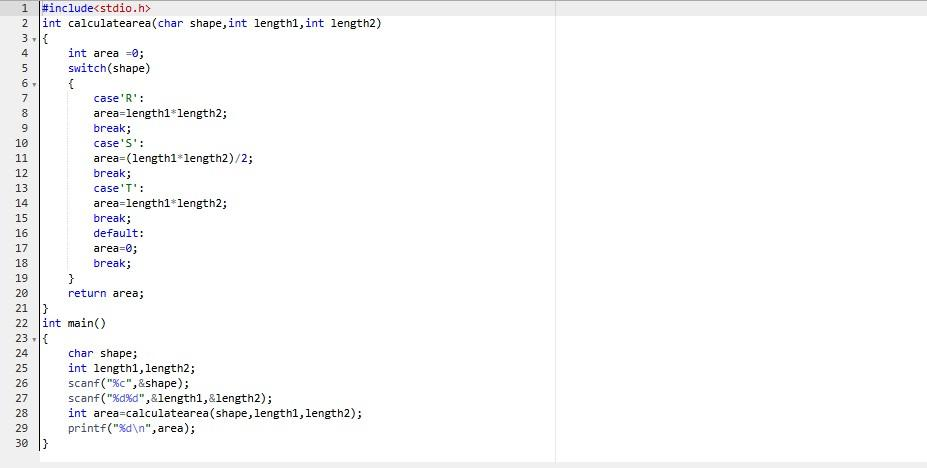 1 #include<stdio.h>
2 int calculatearea(char shape,int length1,int length2)
3 {
4 int area =0;
5 switch(shape)
6 {
7 case'R':
8 area=length1*length2;
9 break;
10 case'S':
11 area=(length1*length2)/2;
12 break;
13 case'T':
14 area=length1*length2;
15 break;
16 default:
17 area=0;
18 break;
19 }
20 return area;
21 }
22 int main()
23 {
24 char shape;
25 int length1,length2;
26 scanf("%c",&shape);
27 scanf("%d%d",&length1,&length2);
28 int area=calculatearea(shape,length1,length2);
29 printf("%d\n",area);
30 }